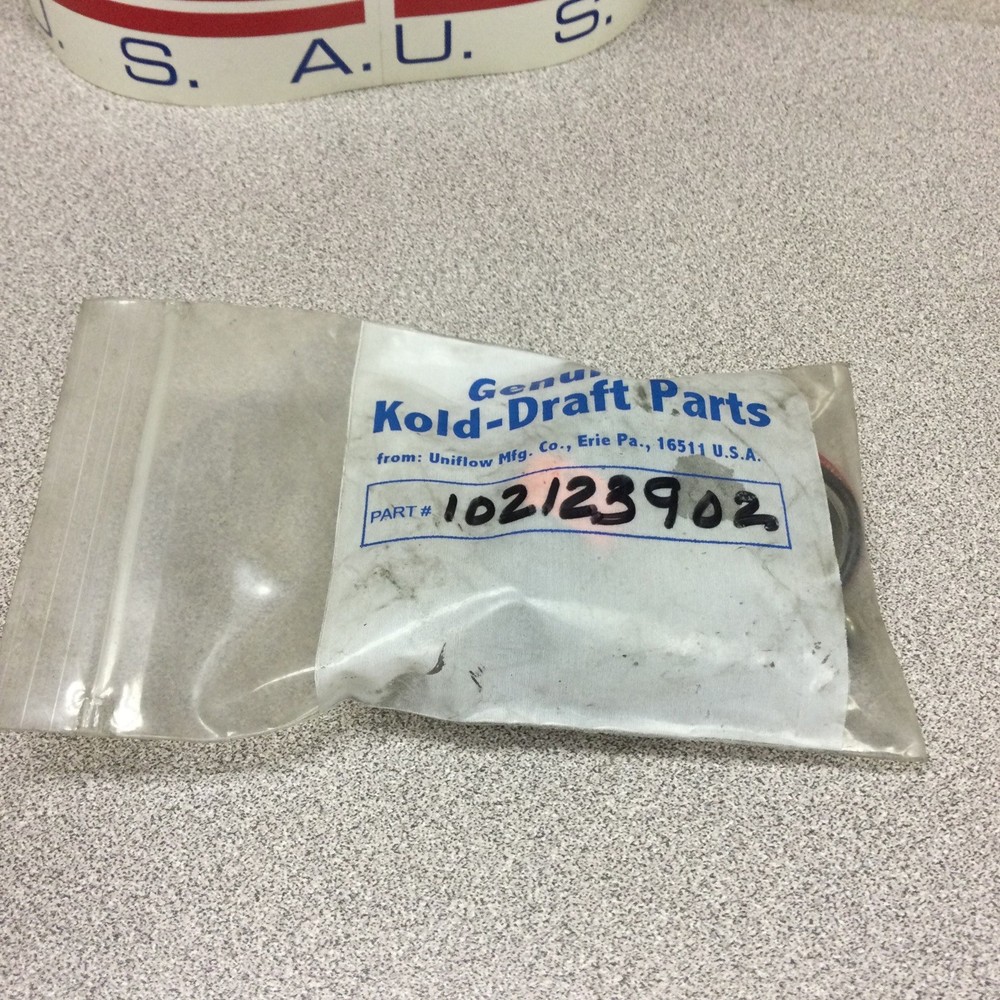 S. A. U. S.
Genui
Kold-Draft Parts
from: Uniflow Mfg. Co., Erie Pa., 16511 U.S.A.
PART # 102123902